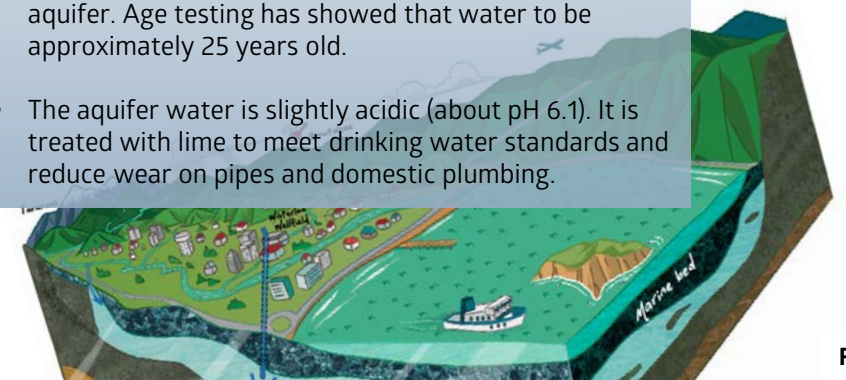 aquifer. Age testing has showed that water to be
approximately 25 years old.
The aquifer water is slightly acidic (about pH 6.1). It is
treated with lime to meet drinking water standards and
reduce wear on pipes and domestic plumbing.
Waterloo
Wellfield
Marine bed